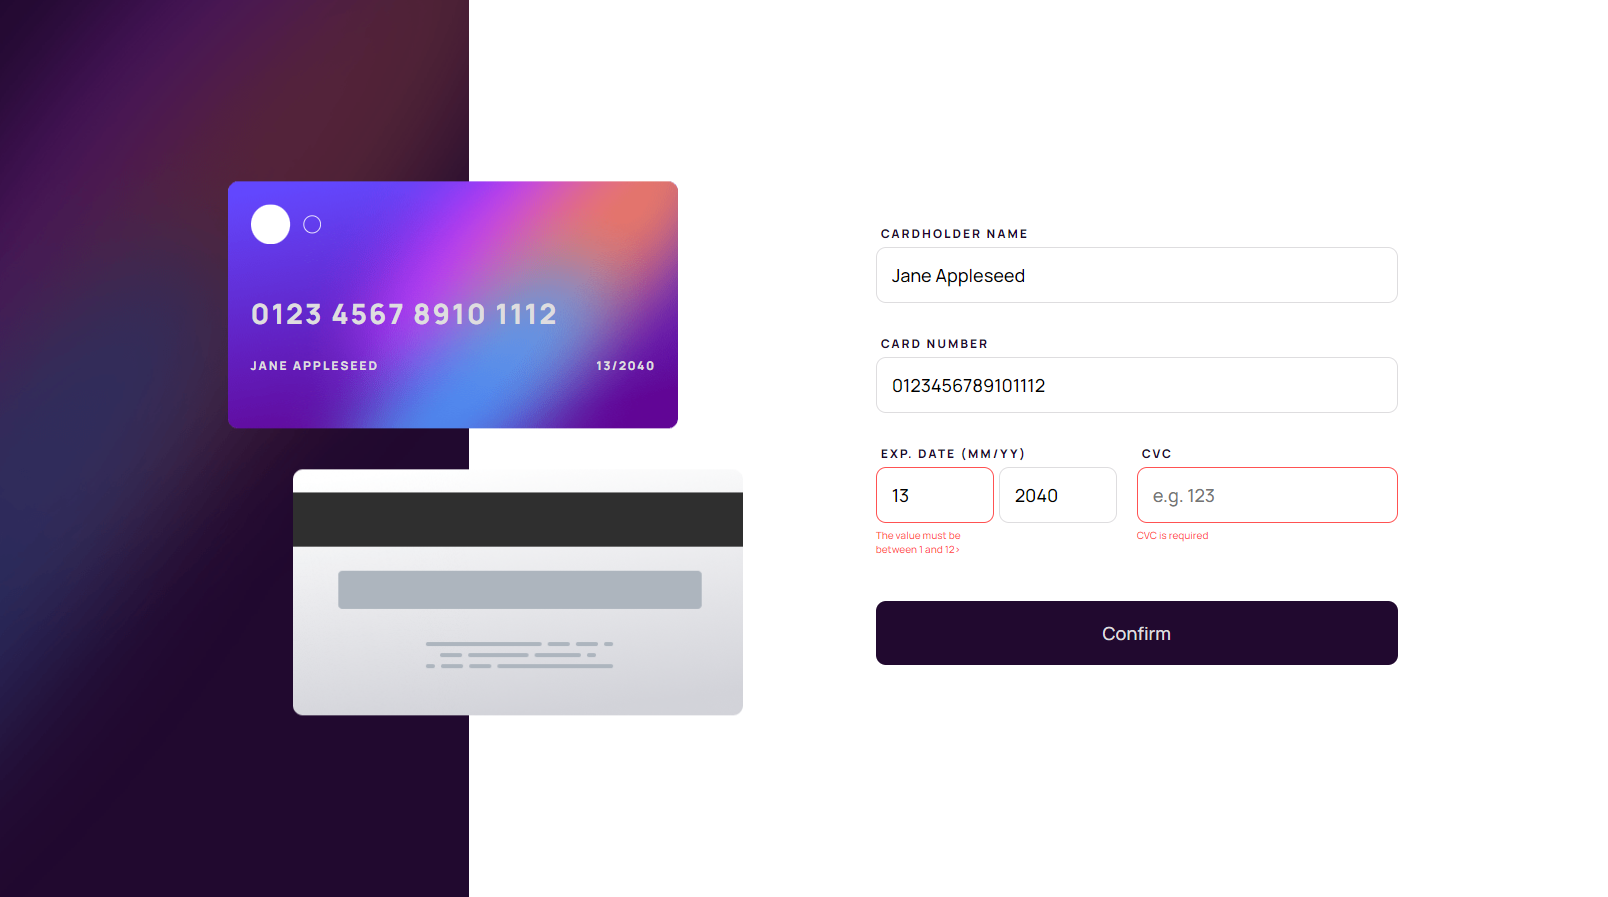 0123 4567 8910 1112
JANE APPLESEED 13/2040
CARDHOLDER NAME
Jane Appleseed
CARD NUMBER
0123456789101112
EXP. DATE (MM/YY) CVC
13 2040 e.g. 123
The value must be CVC is required
between 1 and 12>
Confirm